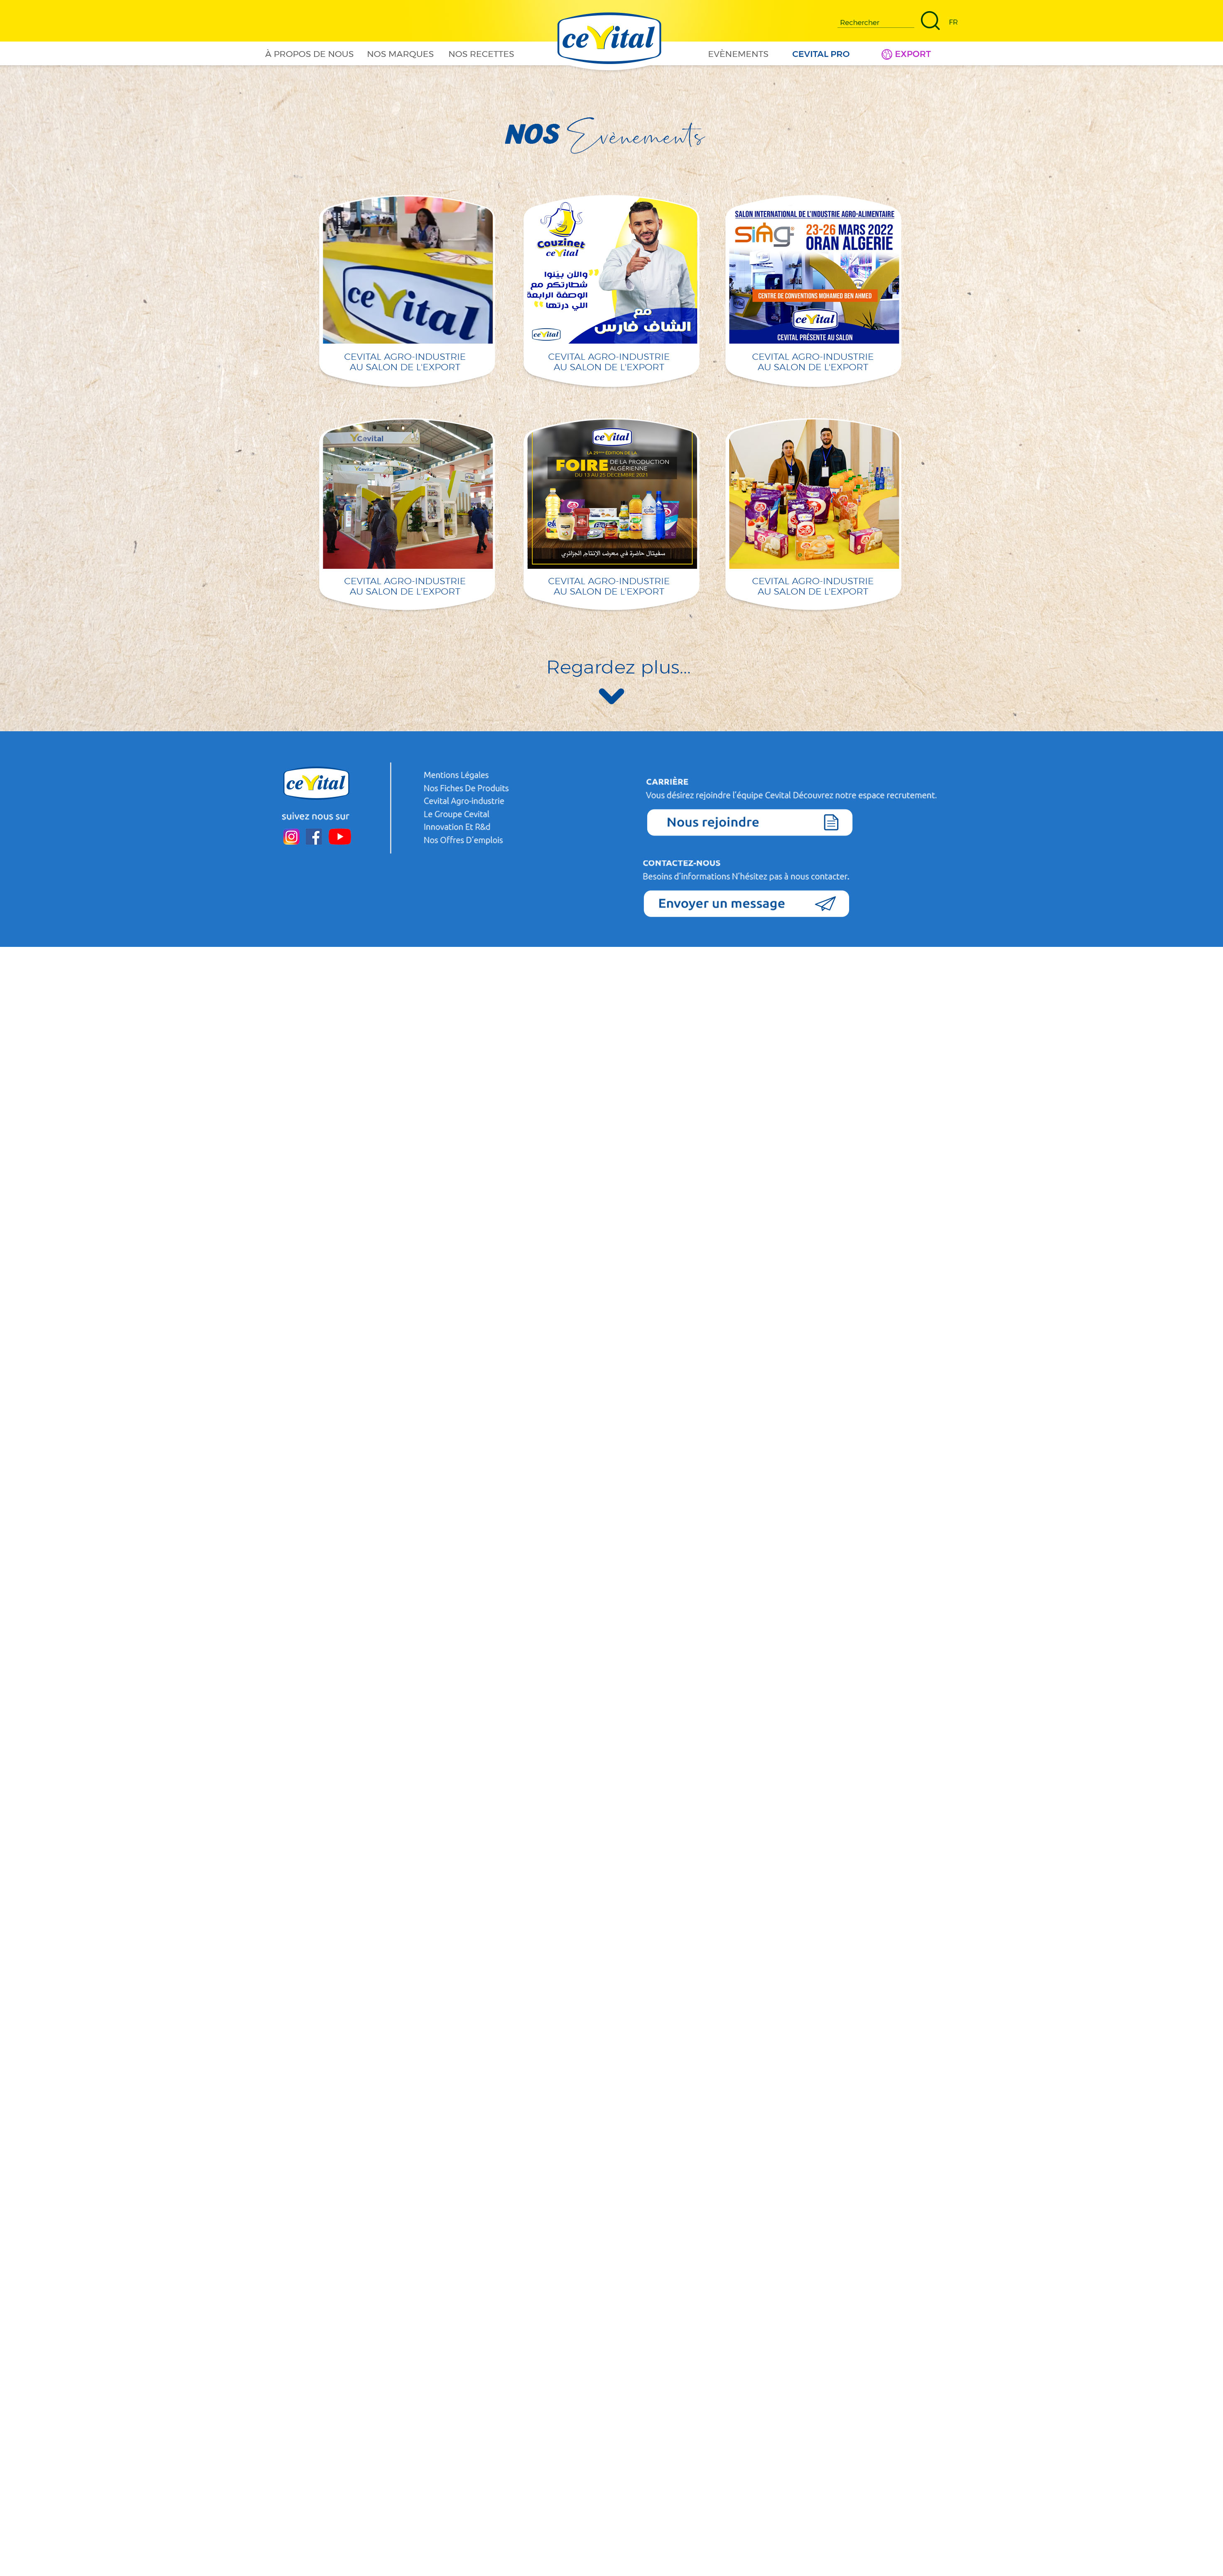 Rechercher
FR
ceVital
À PROPOS DE NOUS
NOS MARQUES
NOS RECETTES
EVÈNEMENTS
CEVITAL PRO
EXPORT
NOS Evènements
ceVital
CEVITAL AGRO-INDUSTRIE
AU SALON DE L'EXPORT
Couzinet
ceVital
والآن بيّنوا
شطارتكم مع
الوصفة الرابعة
اللي درتها
مع
الشاف فارس
ceVital
CEVITAL AGRO-INDUSTRIE
AU SALON DE L'EXPORT
SALON INTERNATIONAL DE L'INDUSTRIE AGRO-ALIMENTAIRE
23-26 MARS 2022
ORAN ALGERIE
CENTRE DE CONVENTIONS MOHAMED BEN AHMED
ceVital
CEVITAL PRÉSENTE AU SALON
CEVITAL AGRO-INDUSTRIE
AU SALON DE L'EXPORT
Cevital
CEVITAL AGRO-INDUSTRIE
AU SALON DE L'EXPORT
ceVital
FOIRE DE LA PRODUCTION
ALGÉRIENNE
DU 13 AU 25 DÉCEMBRE 2021
سفيتال حاضرة في معرض الإنتاج الجزائري
CEVITAL AGRO-INDUSTRIE
AU SALON DE L'EXPORT
CEVITAL AGRO-INDUSTRIE
AU SALON DE L'EXPORT
Regardez plus...
ceVital
suivez nous sur
Mentions Légales
Nos Fiches De Produits
Cevital Agro-industrie
Le Groupe Cevital
Innovation Et R&d
Nos Offres D'emplois
CARRIÈRE
Vous désirez rejoindre l'équipe Cevital Découvrez notre espace recrutement.
Nous rejoindre
CONTACTEZ-NOUS
Besoins d'informations N'hésitez pas à nous contacter.
Envoyer un message